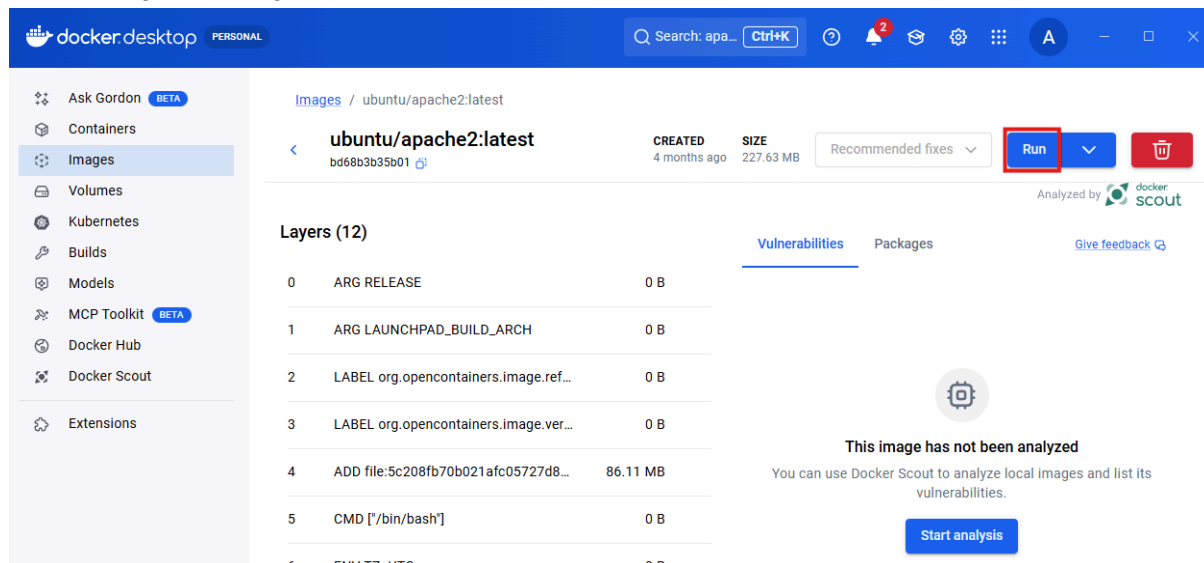 docker desktop PERSONAL
Search: apa... Ctrl+K
2
A
Ask Gordon BETA
Containers
Images
Volumes
Kubernetes
Builds
Models
MCP Toolkit BETA
Docker Hub
Docker Scout
Extensions
Images / ubuntu/apache2:latest
ubuntu/apache2:latest
bd68b3b35b01
CREATED
4 months ago
SIZE
227.63 MB
Recommended fixes
Run
Analyzed by docker scout
Layers (12)
0 ARG RELEASE 0 B
1 ARG LAUNCHPAD_BUILD_ARCH 0 B
2 LABEL org.opencontainers.image.ref... 0 B
3 LABEL org.opencontainers.image.ver... 0 B
4 ADD file:5c208fb70b021afc05727d8... 86.11 MB
5 CMD ["/bin/bash"] 0 B
Vulnerabilities
Packages
Give feedback
This image has not been analyzed
You can use Docker Scout to analyze local images and list its
vulnerabilities.
Start analysis